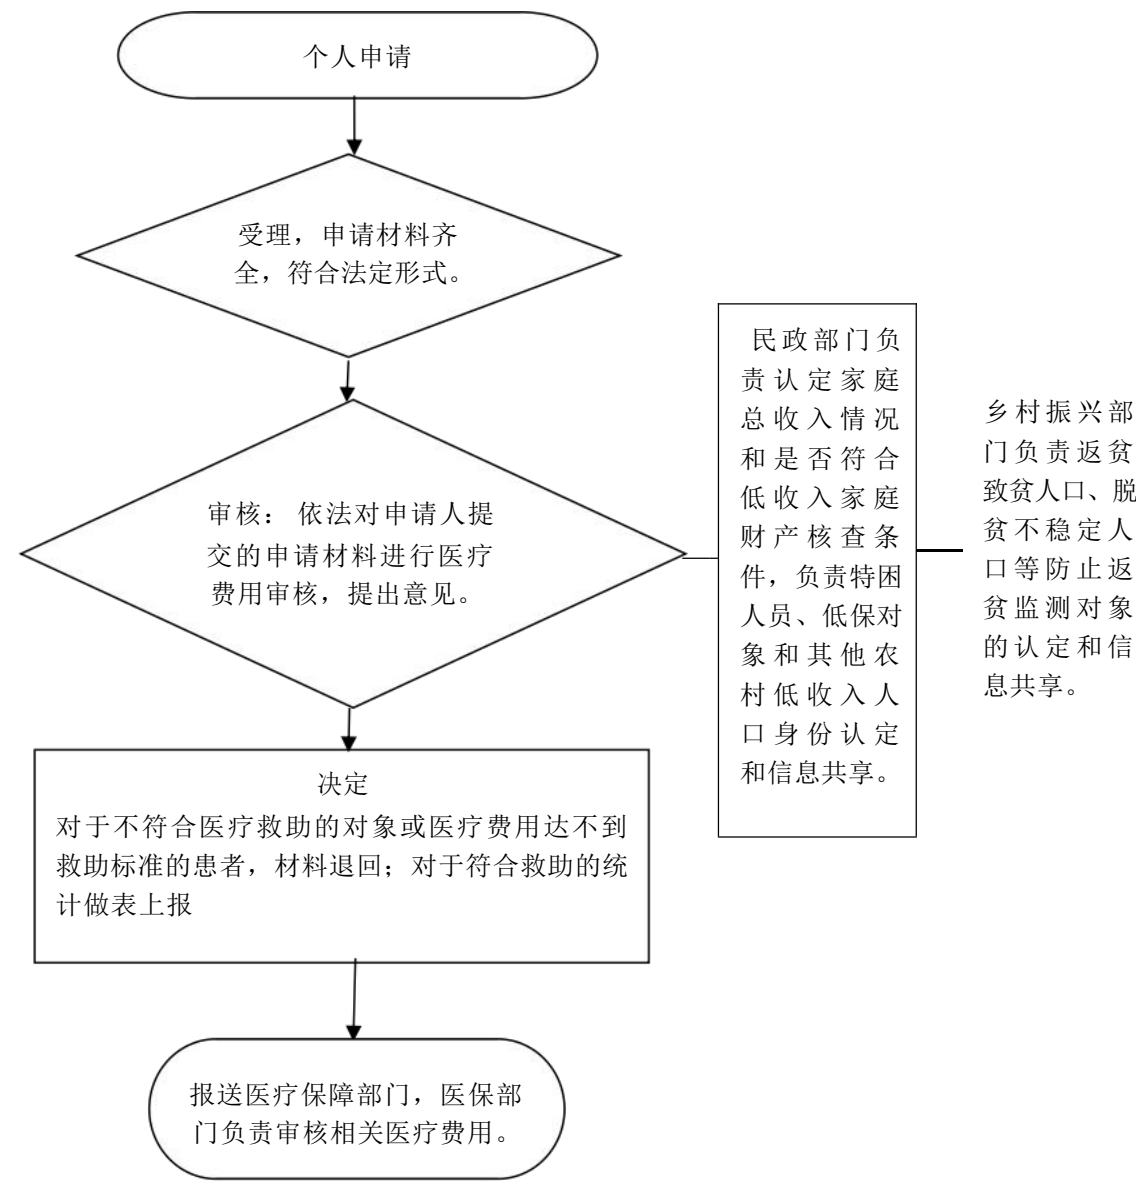 个人申请
受理，申请材料齐
全，符合法定形式。
审核： 依法对申请人提
交的申请材料进行医疗
费用审核，提出意见。
民政部门负
责认定家庭
总收入情况
和是否符合
低收入家庭
财产核查条
件，负责特困
人员、低保对
象和其他农
村低收入人
口身份认定
和信息共享。
乡村振兴部
门负责返贫
致贫人口、脱
贫不稳定人
口等防止返
贫监测对象
的认定和信
息共享。
决定
对于不符合医疗救助的对象或医疗费用达不到
救助标准的患者，材料退回；对于符合救助的统
计做表上报
报送医疗保障部门，医保部
门负责审核相关医疗费用。